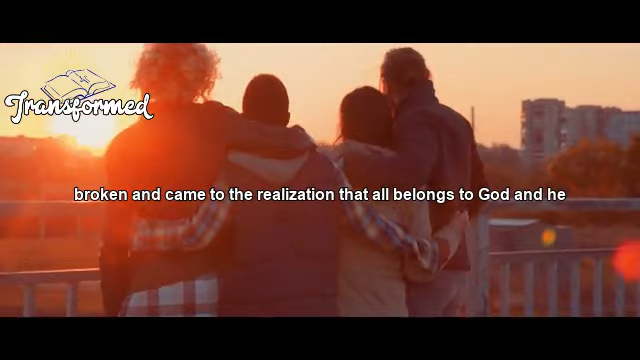 Transformed
broken and came to the realization that all belongs to God and he